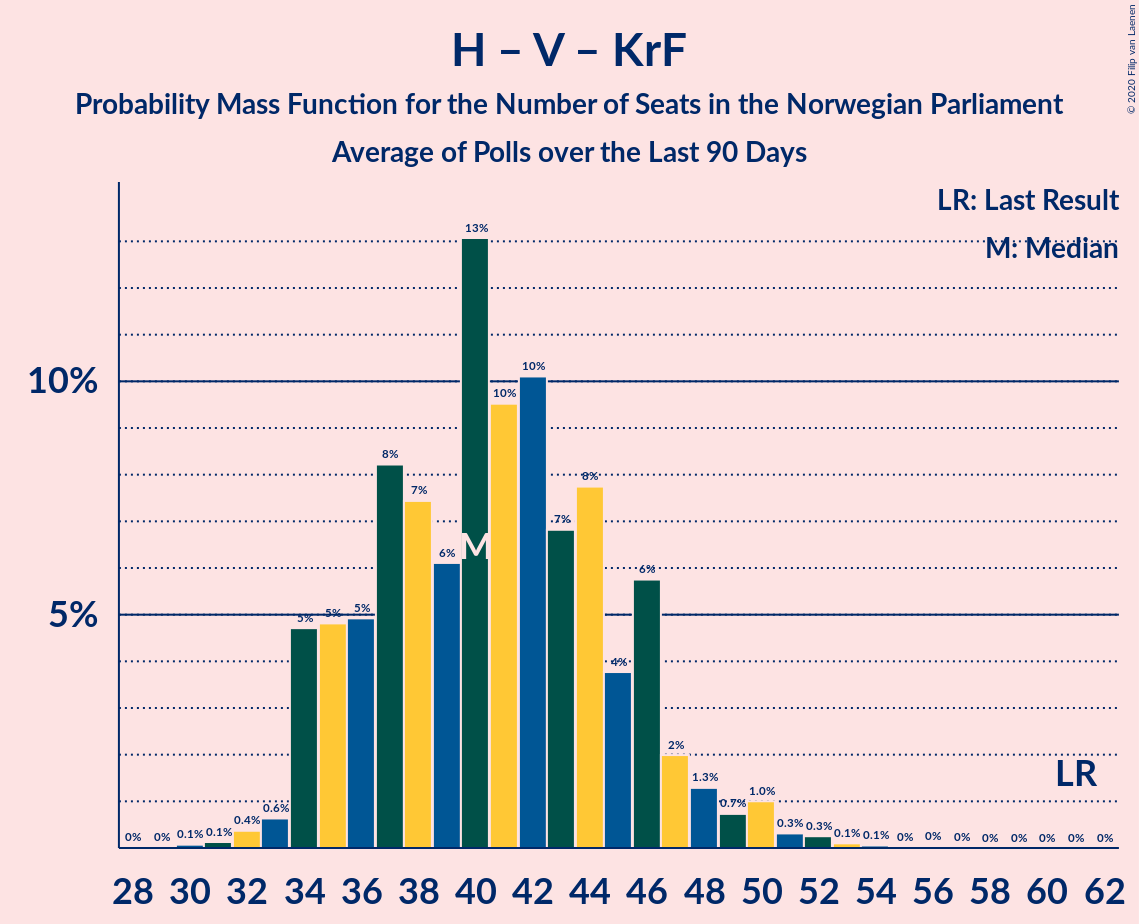 H – V – KrF
Probability Mass Function for the Number of Seats in the Norwegian Parliament
Average of Polls over the Last 90 Days
© 2020 Filip van Laenen
LR: Last Result
M: Median
10%
5%
0% 0% 0.1% 0.1% 0.4% 0.6% 5% 5% 5% 8% 7% 6% 13% 10% 10% 7% 8% 4% 6% 2% 1.3% 0.7% 1.0% 0.3% 0.3% 0.1% 0.1% 0% 0% 0% 0% 0% 0% 0% 0%
M
LR
28 30 32 34 36 38 40 42 44 46 48 50 52 54 56 58 60 62